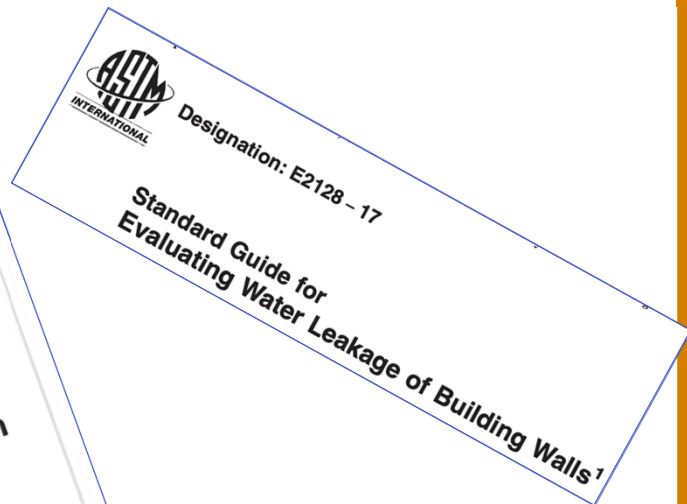 ASTM
INTERNATIONAL
Designation: E2128 – 17
Standard Guide for
Evaluating Water Leakage of Building Walls¹